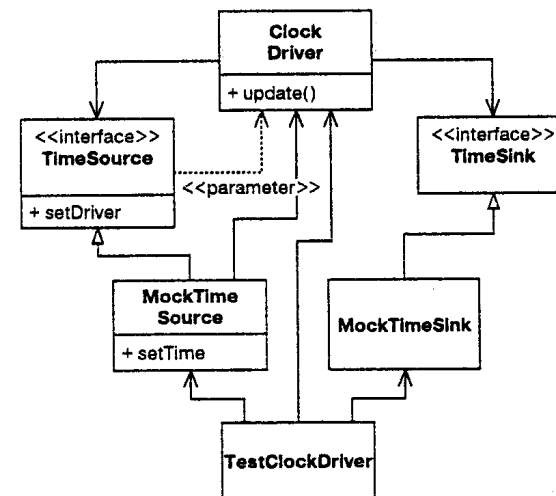 Clock
Driver
+ update()
<<interface>>
TimeSource
+ setDriver
<<parameter>>
<<interface>>
TimeSink
MockTime
Source
+ setTime
MockTimeSink
TestClockDriver